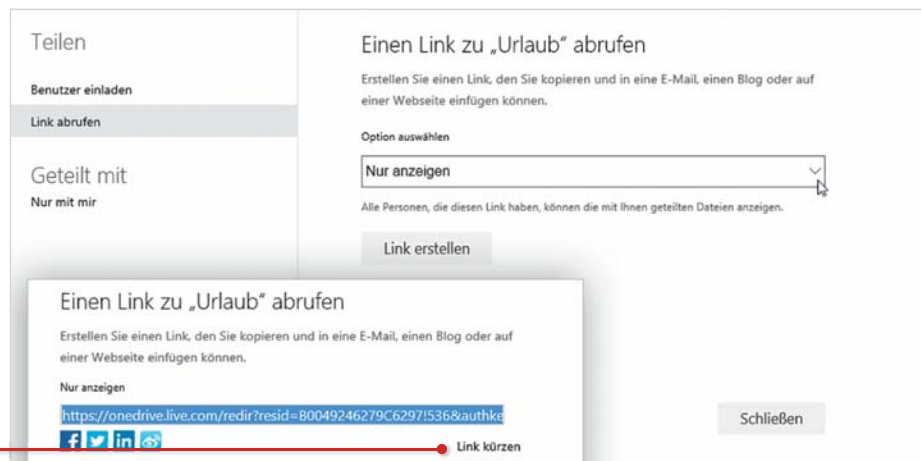 Teilen
Benutzer einladen
Link abrufen
Geteilt mit
Nur mit mir
Einen Link zu „Urlaub“ abrufen
Erstellen Sie einen Link, den Sie kopieren und in eine E-Mail, einen Blog oder auf
einer Webseite einfügen können.
Option auswählen
Nur anzeigen
Alle Personen, die diesen Link haben, können die mit Ihnen geteilten Dateien anzeigen.
Link erstellen
Schließen
Einen Link zu „Urlaub“ abrufen
Erstellen Sie einen Link, den Sie kopieren und in eine E-Mail, einen Blog oder auf
einer Webseite einfügen können.
Nur anzeigen
https://onedrive.live.com/redir?resid=B0049246279C6297!536&authke
Link kürzen